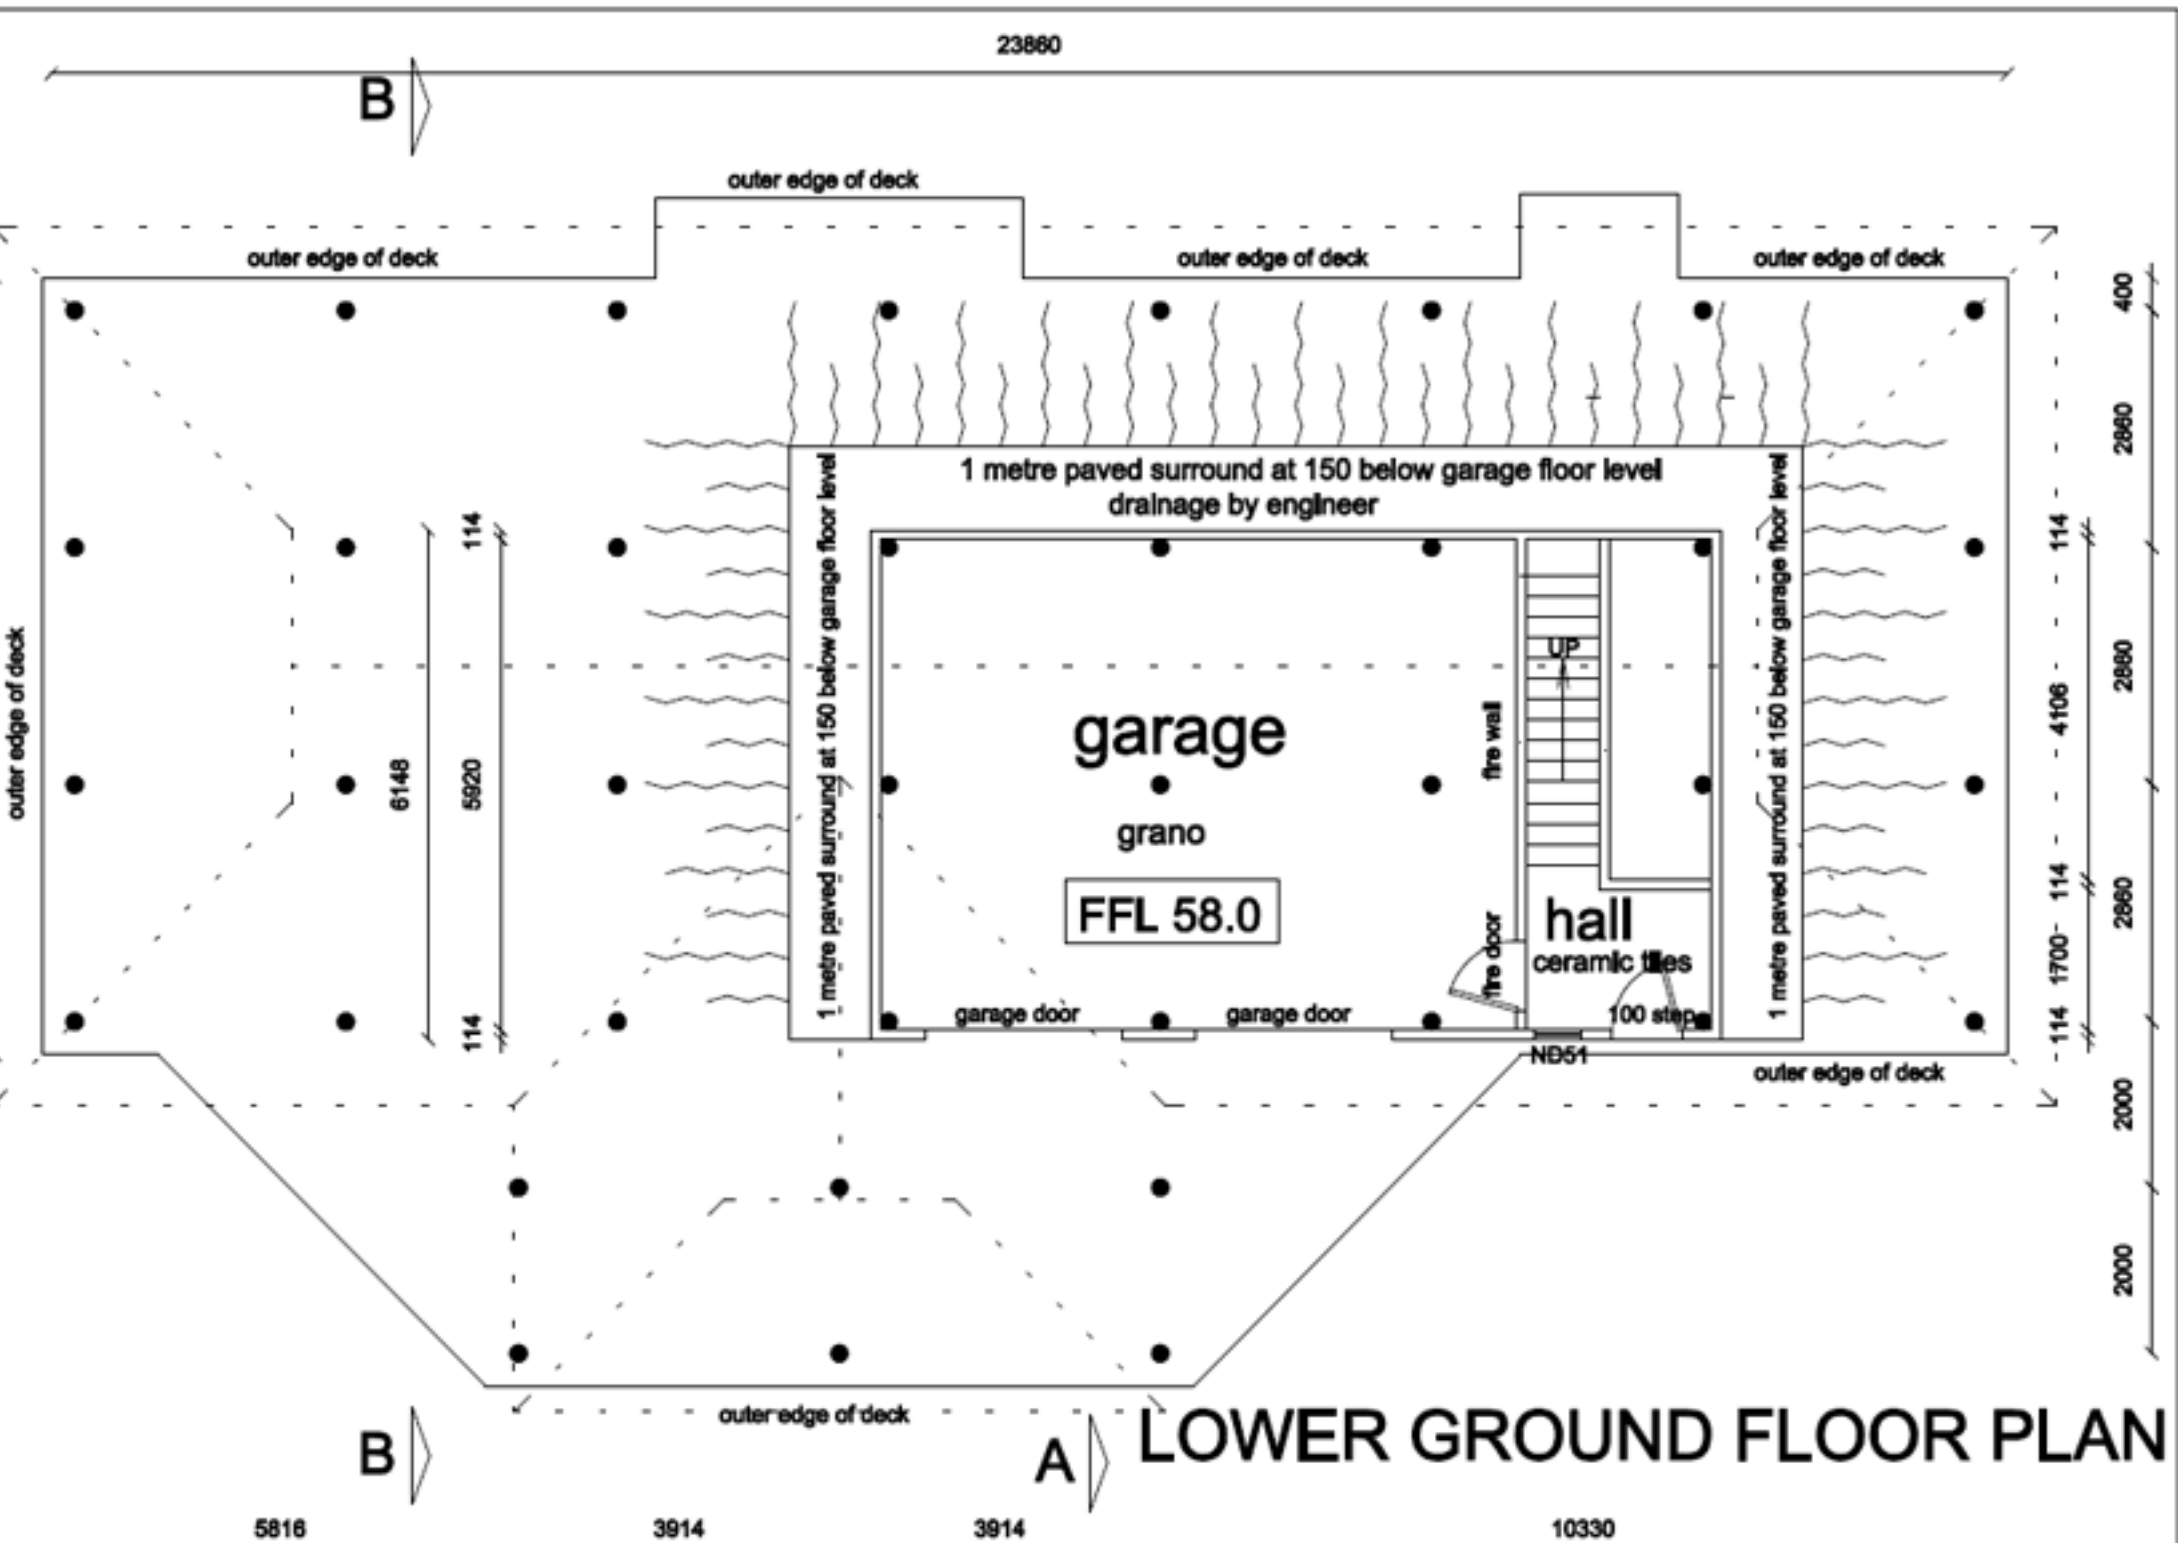 23860
B
outer edge of deck
outer edge of deck
outer edge of deck
outer edge of deck
400
2860
2860
2860
2000
2000
1 metre paved surround at 150 below garage floor level
drainage by engineer
1 metre paved surround at 150 below garage floor level
1 metre paved surround at 150 below garage floor level
outer edge of deck
6148
114
5920
114
114
4106
114
1700
114
UP
garage
fire wall
grano
FFL 58.0
hall
ceramic tiles
fire door
garage door
garage door
100 step
ND51
outer edge of deck
outer edge of deck
B
A
LOWER GROUND FLOOR PLAN
5816
3914
3914
10330